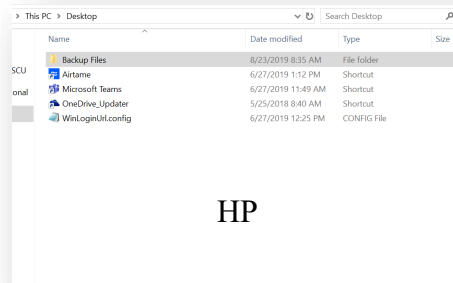 > This PC > Desktop Search Desktop
Name Date modified Type Size
Backup Files 8/23/2019 8:35 AM File folder
SCU Airtame 6/27/2019 1:12 PM Shortcut
onal Microsoft Teams 6/27/2019 11:49 AM Shortcut
OneDrive_Updater 5/25/2018 8:40 AM Shortcut
WinLoginUrl.config 6/27/2019 12:25 PM CONFIG File
HP